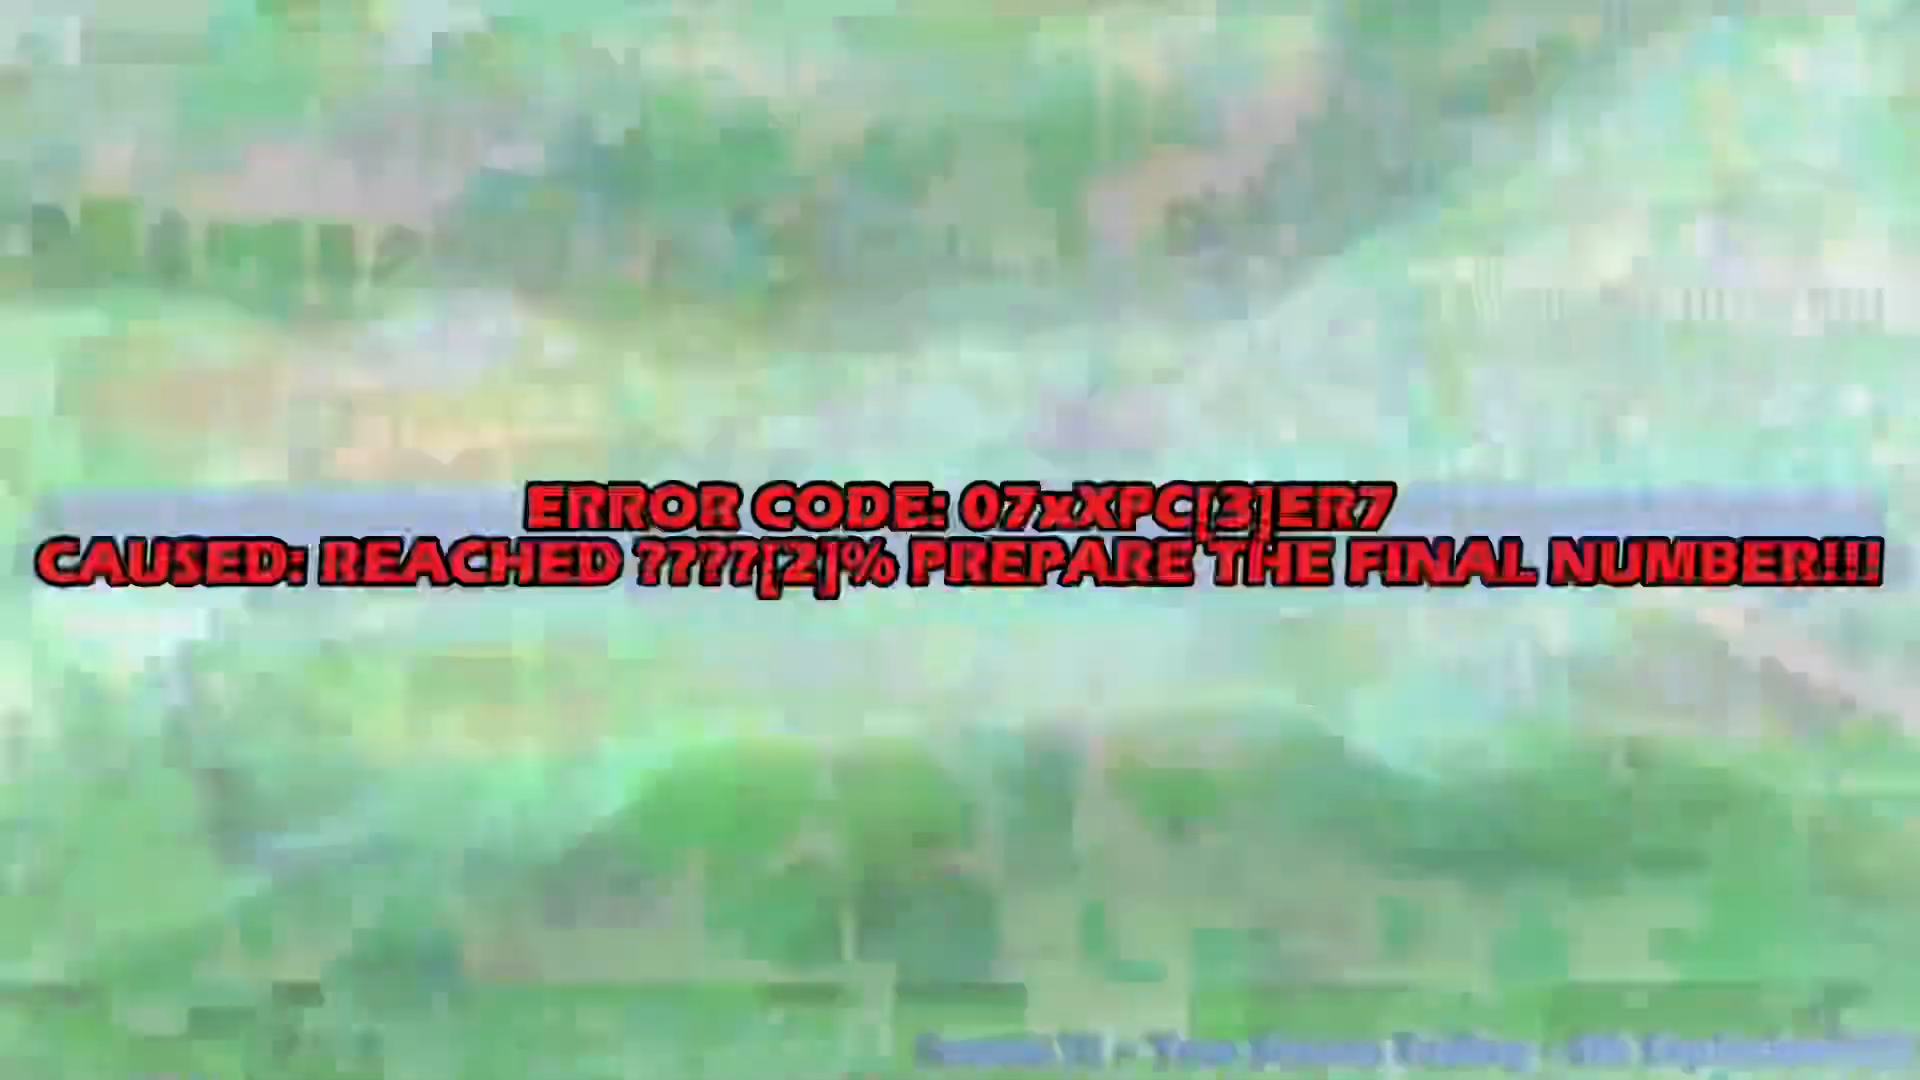 ERROR CODE: 07xXPC[3]ER7
CAUSED: REACHED ????[2]% PREPARE THE FINAL NUMBER!!!